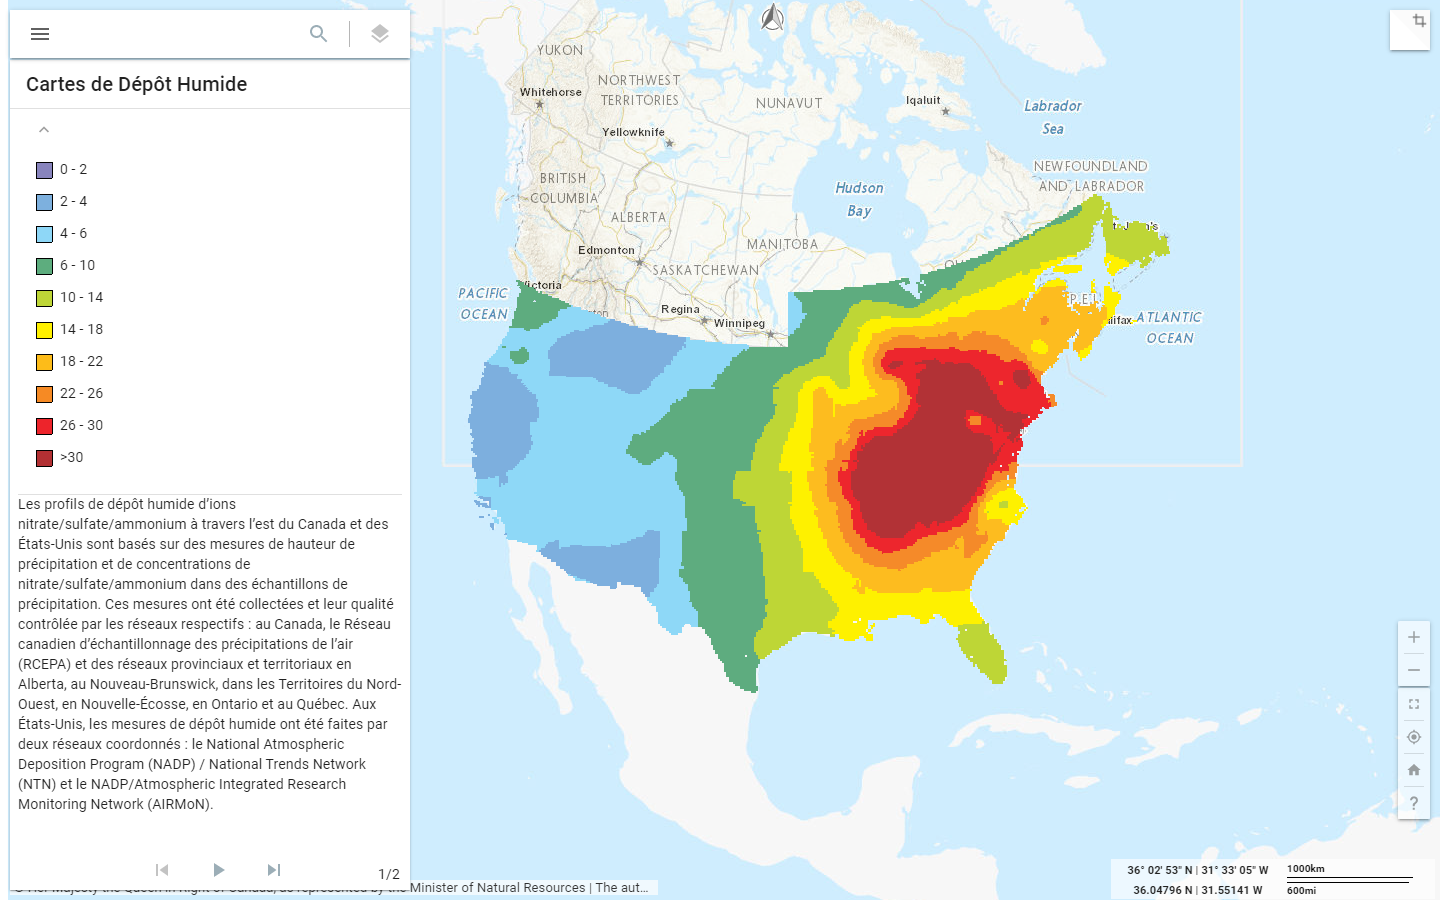 Cartes de Dépôt Humide
0 - 2
2 - 4
4 - 6
6 - 10
10 - 14
14 - 18
18 - 22
22 - 26
26 - 30
>30
Les profils de dépôt humide d’ions
nitrate/sulfate/ammonium à travers l’est du Canada et des
États-Unis sont basés sur des mesures de hauteur de
précipitation et de concentrations de
nitrate/sulfate/ammonium dans des échantillons de
précipitation. Ces mesures ont été collectées et leur qualité
contrôlée par les réseaux respectifs : au Canada, le Réseau
canadien d’échantillonnage des précipitations de l’air
(RCEPA) et des réseaux provinciaux et territoriaux en
Alberta, au Nouveau-Brunswick, dans les Territoires du Nord-
Ouest, en Nouvelle-Écosse, en Ontario et au Québec. Aux
États-Unis, les mesures de dépôt humide ont été faites par
deux réseaux coordonnés : le National Atmospheric
Deposition Program (NADP) / National Trends Network
(NTN) et le NADP/Atmospheric Integrated Research
Monitoring Network (AIRMoN).
1/2
YUKON
Whitehorse
NORTHWEST
TERRITORIES
Yellowknife
NUNAVUT
Iqaluit
Labrador
Sea
NEWFOUNDLAND
AND LABRADOR
BRITISH
COLUMBIA
ALBERTA
Edmonton
Hudson
Bay
MANITOBA
SASKATCHEWAN
Regina
Winnipeg
PACIFIC
OCEAN
P.E.I.
ATLANTIC
OCEAN
Minister of Natural Resources | The aut...
36° 02' 53" N | 31° 33' 05" W
36.04796 N | 31.55141 W
1000km
600mi
?